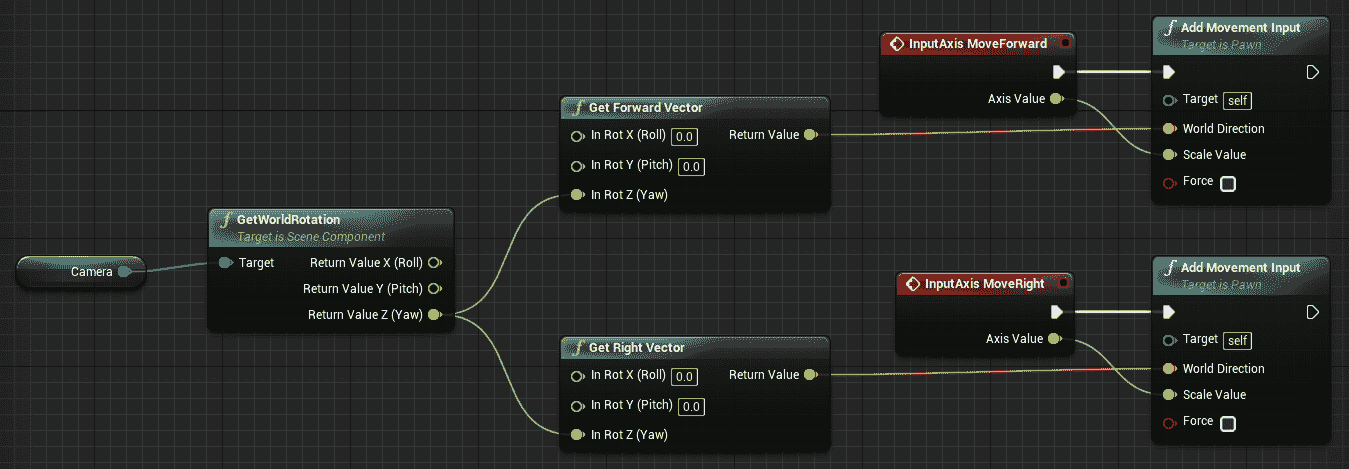 Camera
GetWorldRotation
Target is Scene Component
Target
Return Value X (Roll)
Return Value Y (Pitch)
Return Value Z (Yaw)
f Get Forward Vector
In Rot X (Roll) 0.0
Return Value
In Rot Y (Pitch) 0.0
In Rot Z (Yaw)
f Get Right Vector
In Rot X (Roll) 0.0
Return Value
In Rot Y (Pitch) 0.0
In Rot Z (Yaw)
InputAxis MoveForward
Axis Value
f Add Movement Input
Target is Pawn
Target self
World Direction
Scale Value
Force
InputAxis MoveRight
Axis Value
f Add Movement Input
Target is Pawn
Target self
World Direction
Scale Value
Force